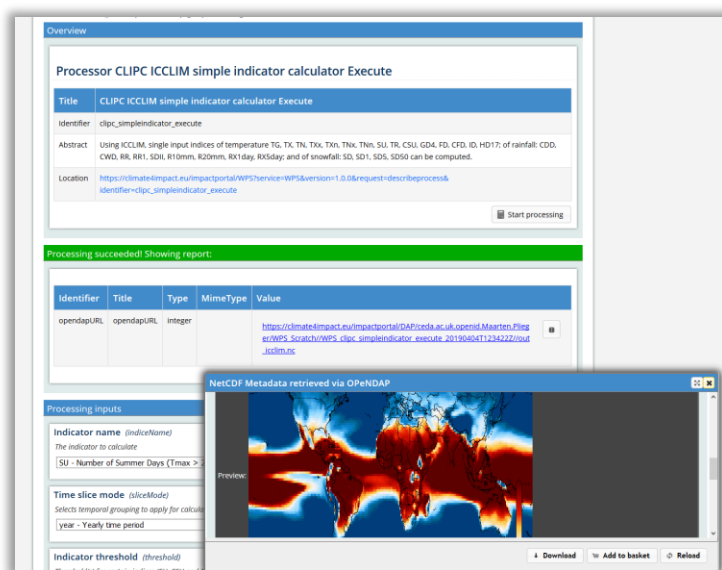 Overview
Processor CLIPC ICCLIM simple indicator calculator Execute
Title CLIPC ICCLIM simple indicator calculator Execute
Identifier clipc_simpleindicator_execute
Abstract Using ICCLIM, single input indices of temperature TG, TX, TN, TXx, TXn, TNx, TNn, SU, TR, CSU, GD4, FD, CFD, ID, HD17; of rainfall: CDD,
CWD, RR, RR1, SDII, R10mm, R20mm, RX1day, RX5day; and of snowfall: SD, SD1, SD5, SD50 can be computed.
Location https://climate4impact.eu/impactportal/WPS?service=WPS&version=1.0.0&request=describeprocess&
identifier=clipc_simpleindicator_execute
Start processing
Processing succeeded! Showing report:
Identifier Title Type MimeType Value
opendapURL opendapURL integer https://climate4impact.eu/impactportal/DAP/ceda.ac.uk.openid.Maarten.Plieg
er/WPS_Scratch//WPS_clipc_simpleindicator_execute_20190404T123422Z//out
_icclim.nc
NetCDF Metadata retrieved via OPeNDAP
Processing inputs
Indicator name (indiceName)
The indicator to calculate
SU - Number of Summer Days (Tmax >
Preview:
Time slice mode (sliceMode)
Selects temporal grouping to apply for calcula
year - Yearly time period
Indicator threshold (threshold)
Download Add to basket Reload